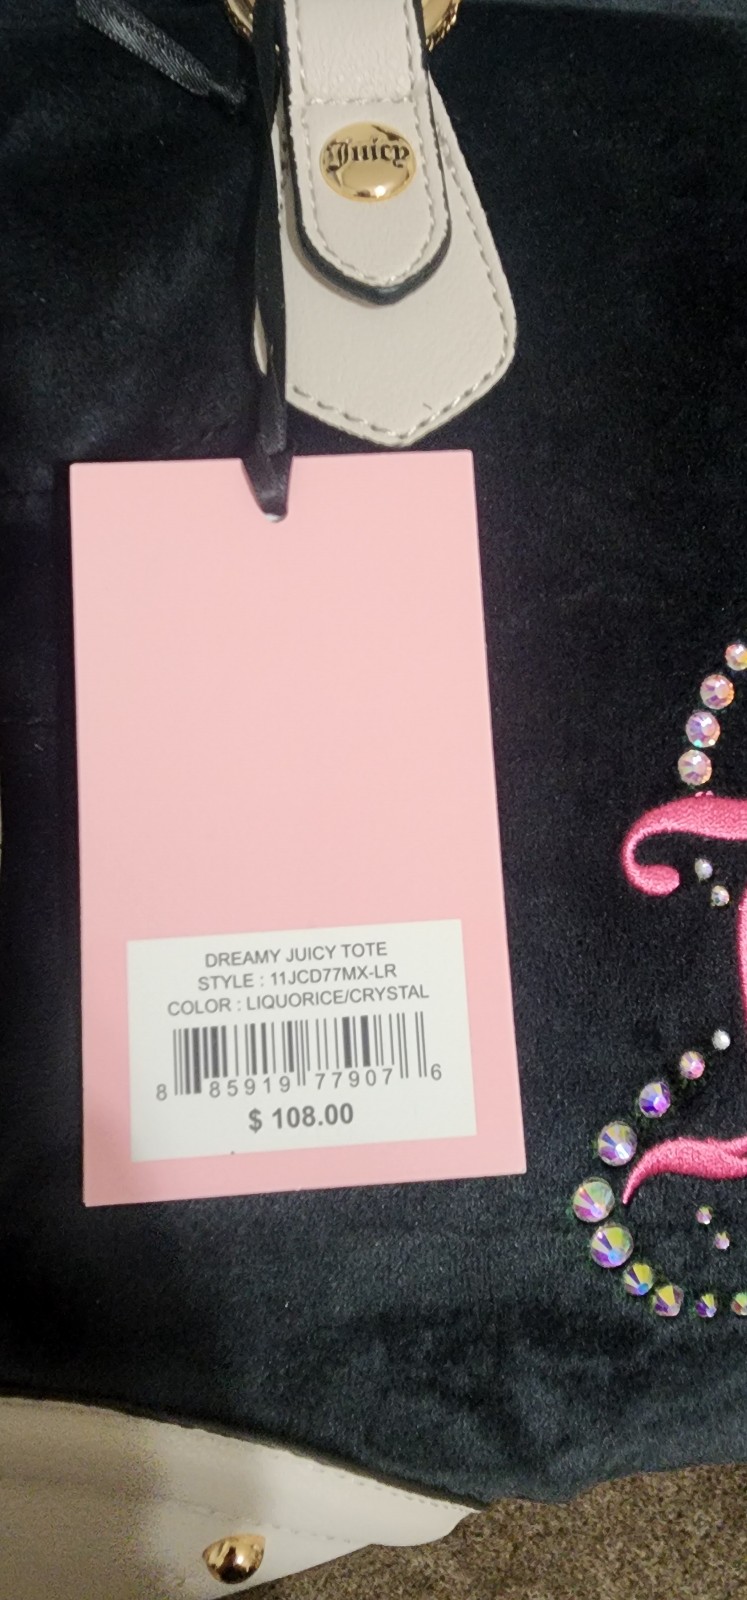 Juicy
DREAMY JUICY TOTE
STYLE : 11JCD77MX-LR
COLOR : LIQUORICE/CRYSTAL
8 85919 77907 6
$ 108.00